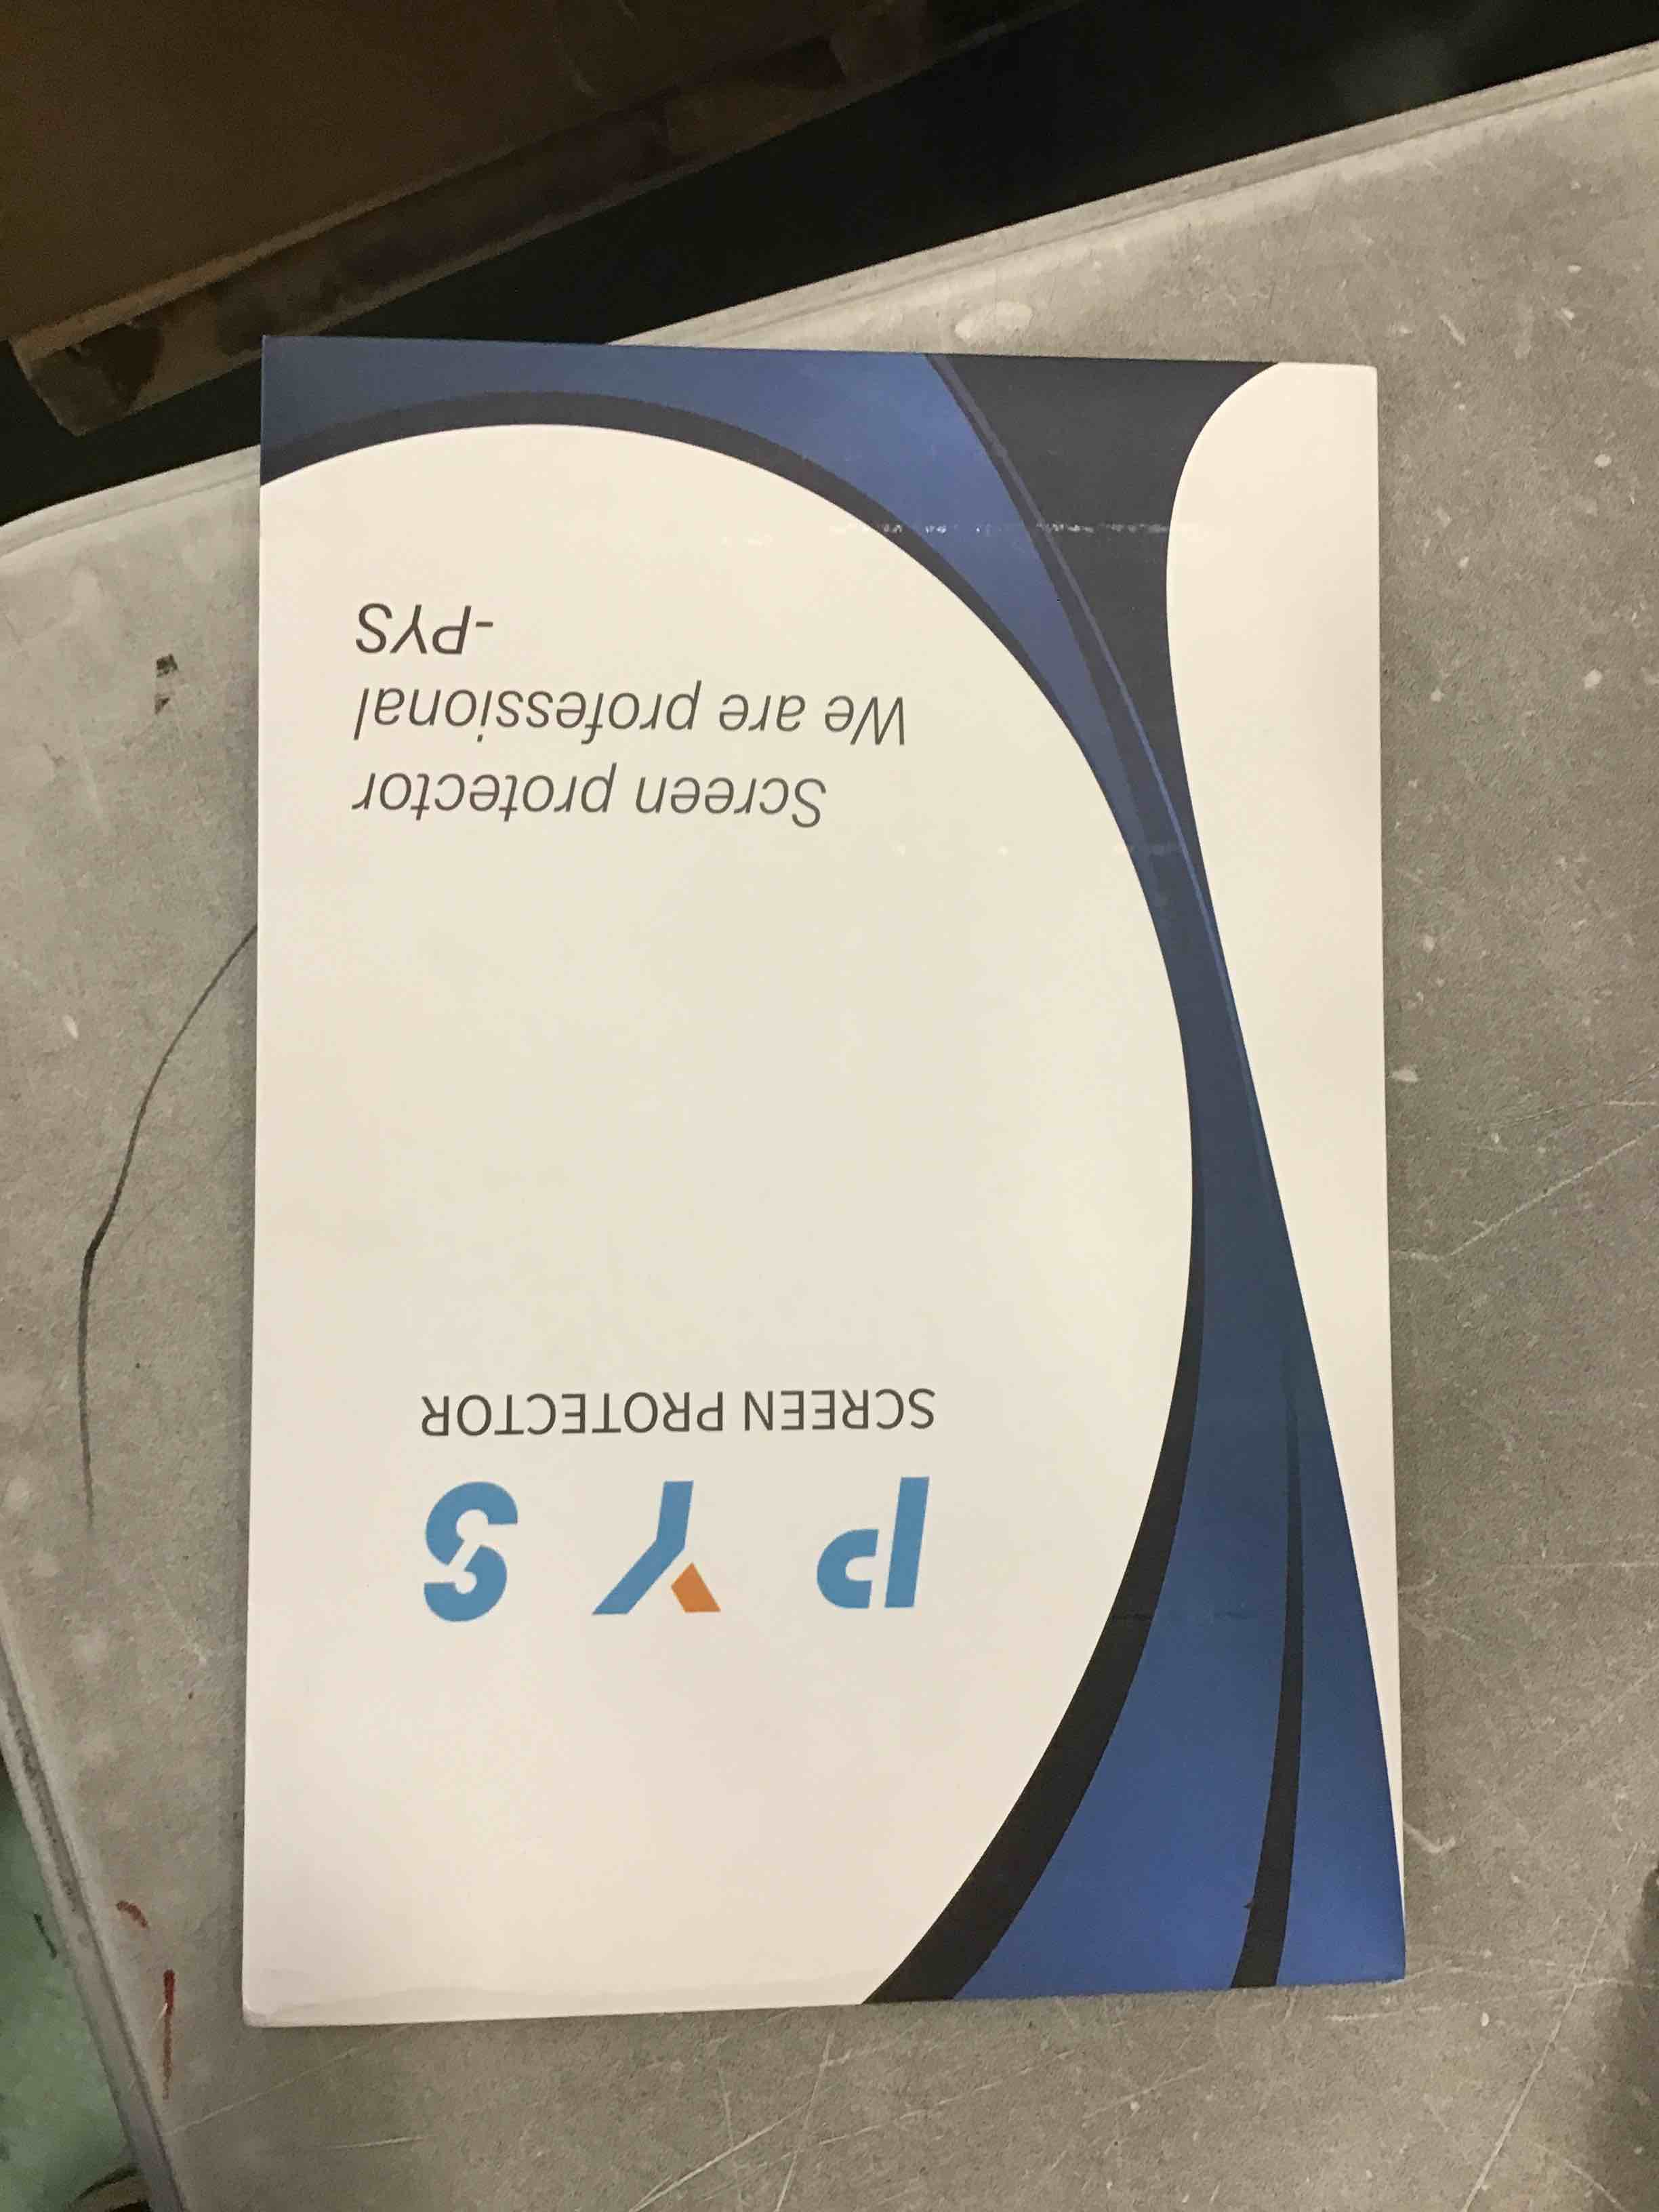 PYS
SCREEN PROTECTOR
Screen protector
We are professional
-PYS